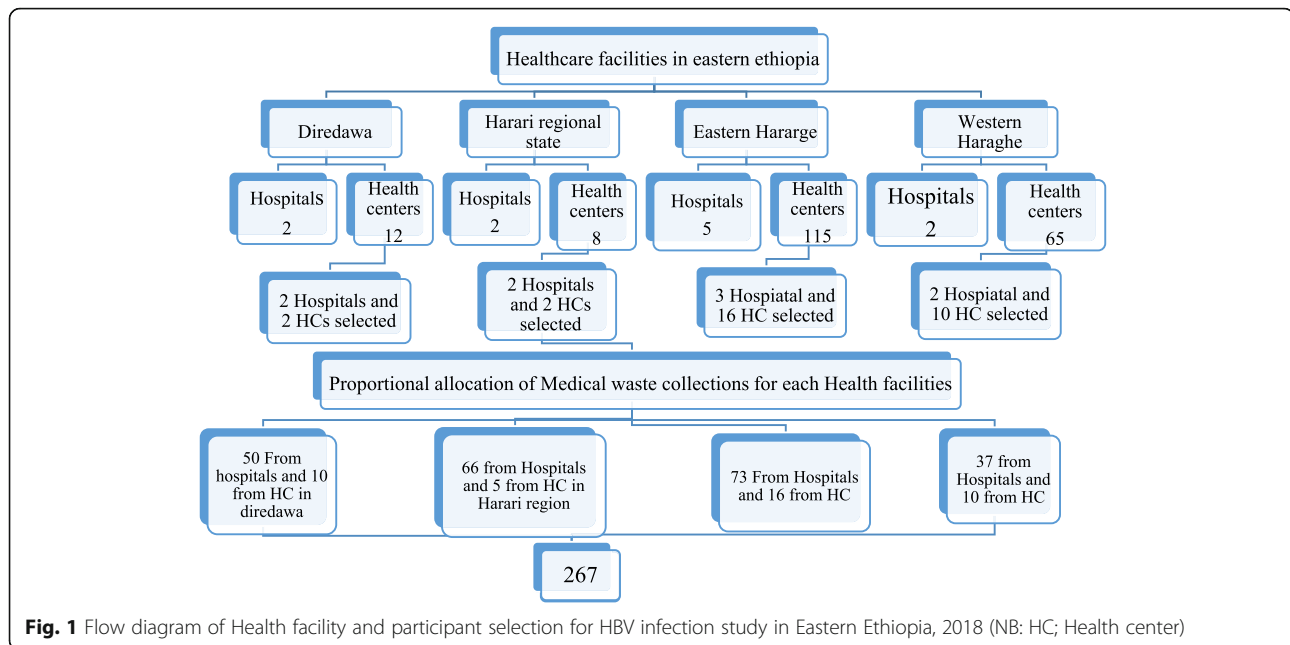 Healthcare facilities in eastern ethiopia
Diredawa
Harari regional
state
Eastern Hararge
Western
Haraghe
Hospitals
2
Health
centers
12
Hospitals
2
Health
centers
8
Hospitals
5
Health
centers
115
Hospitals
2
Health
centers
65
2 Hospitals and
2 HCs selected
2 Hospitals
and 2 HCs
selected
3 Hospiatal and
16 HC selected
2 Hospiatal and
10 HC selected
Proportional allocation of Medical waste collections for each Health facilities
50 From
hospitals and 10
from HC in
diredawa
66 from Hospitals
and 5 from HC in
Harari region
73 From Hospitals
and 16 from HC
37 from
Hospitals and
10 from HC
267
Fig. 1 Flow diagram of Health facility and participant selection for HBV infection study in Eastern Ethiopia, 2018 (NB: HC; Health center)